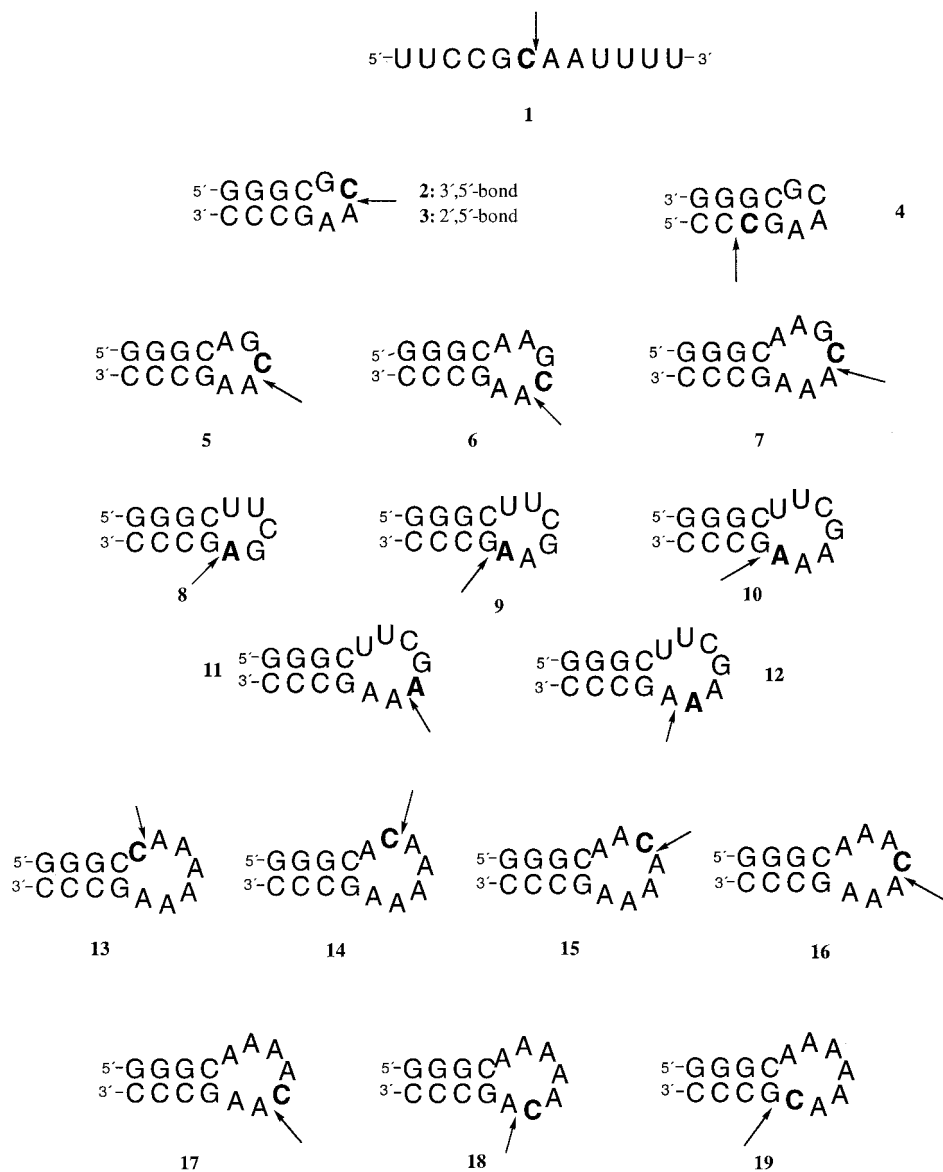 5´-UUCCGCAAUUUU-3´
1
5´-GGGCGC
3´-CCCGAA
2: 3´,5´-bond
3: 2´,5´-bond
3´-GGGCGC
5´-CCCGAA
4
5´-GGGCAGC
3´-CCCGAA
5
5´-GGGCAAGC
3´-CCCGAA
6
5´-GGGCAAGC
3´-CCCGAAA
7
5´-GGGCUUC
3´-CCCGAG
8
5´-GGGCUUC
3´-CCCGAAG
9
5´-GGGCUUCG
3´-CCCGAAA
10
11
5´-GGGCUUCG
3´-CCCGAAA
5´-GGGCUUCG
3´-CCCGAAA
12
5´-GGGCCAAA
3´-CCCGAAA
13
5´-GGGCACAA
3´-CCCGAAA
14
5´-GGGCAACA
3´-CCCGAAA
15
5´-GGGCAAAC
3´-CCCGAAA
16
5´-GGGCAAAA
3´-CCCGAAC
17
5´-GGGCAAAA
3´-CCCGACA
18
5´-GGGCAAAA
3´-CCCGCAA
19